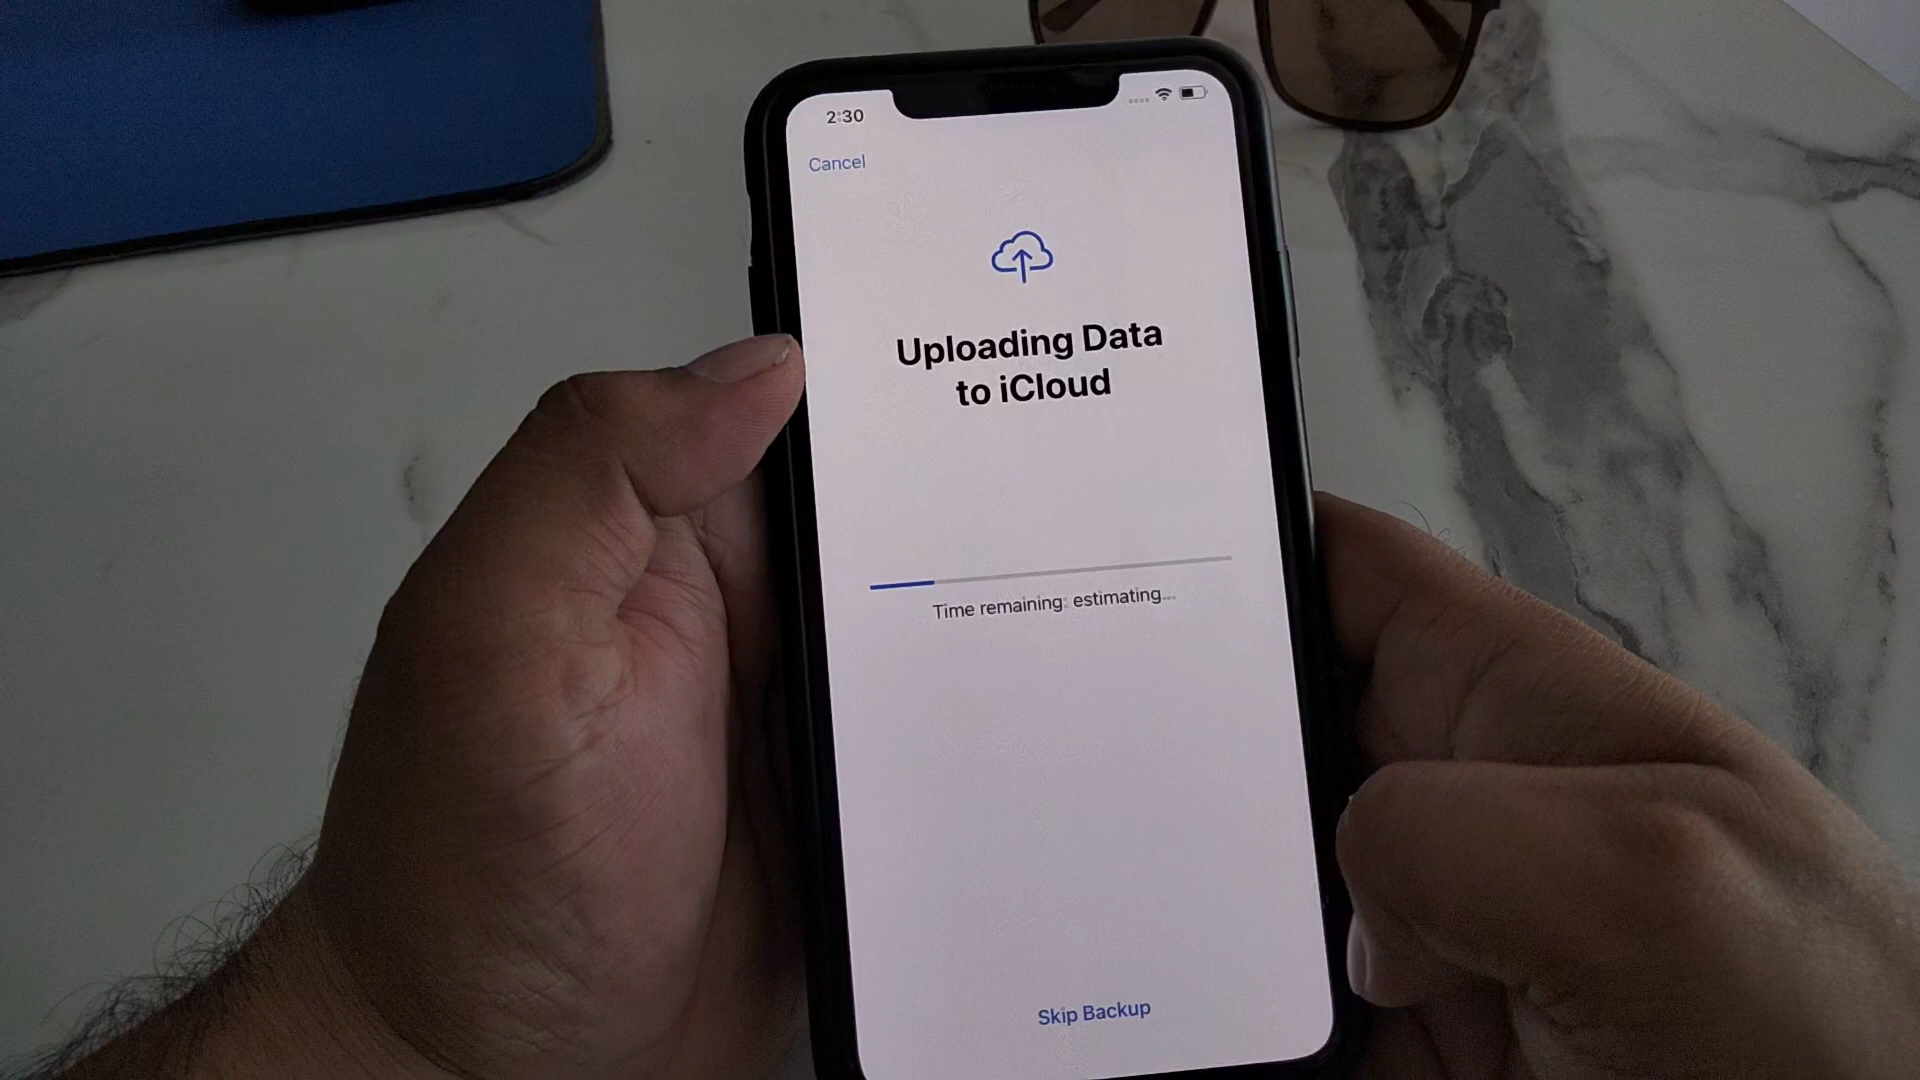 2:30
Cancel
Uploading Data
to iCloud
Time remaining: estimating...
Skip Backup